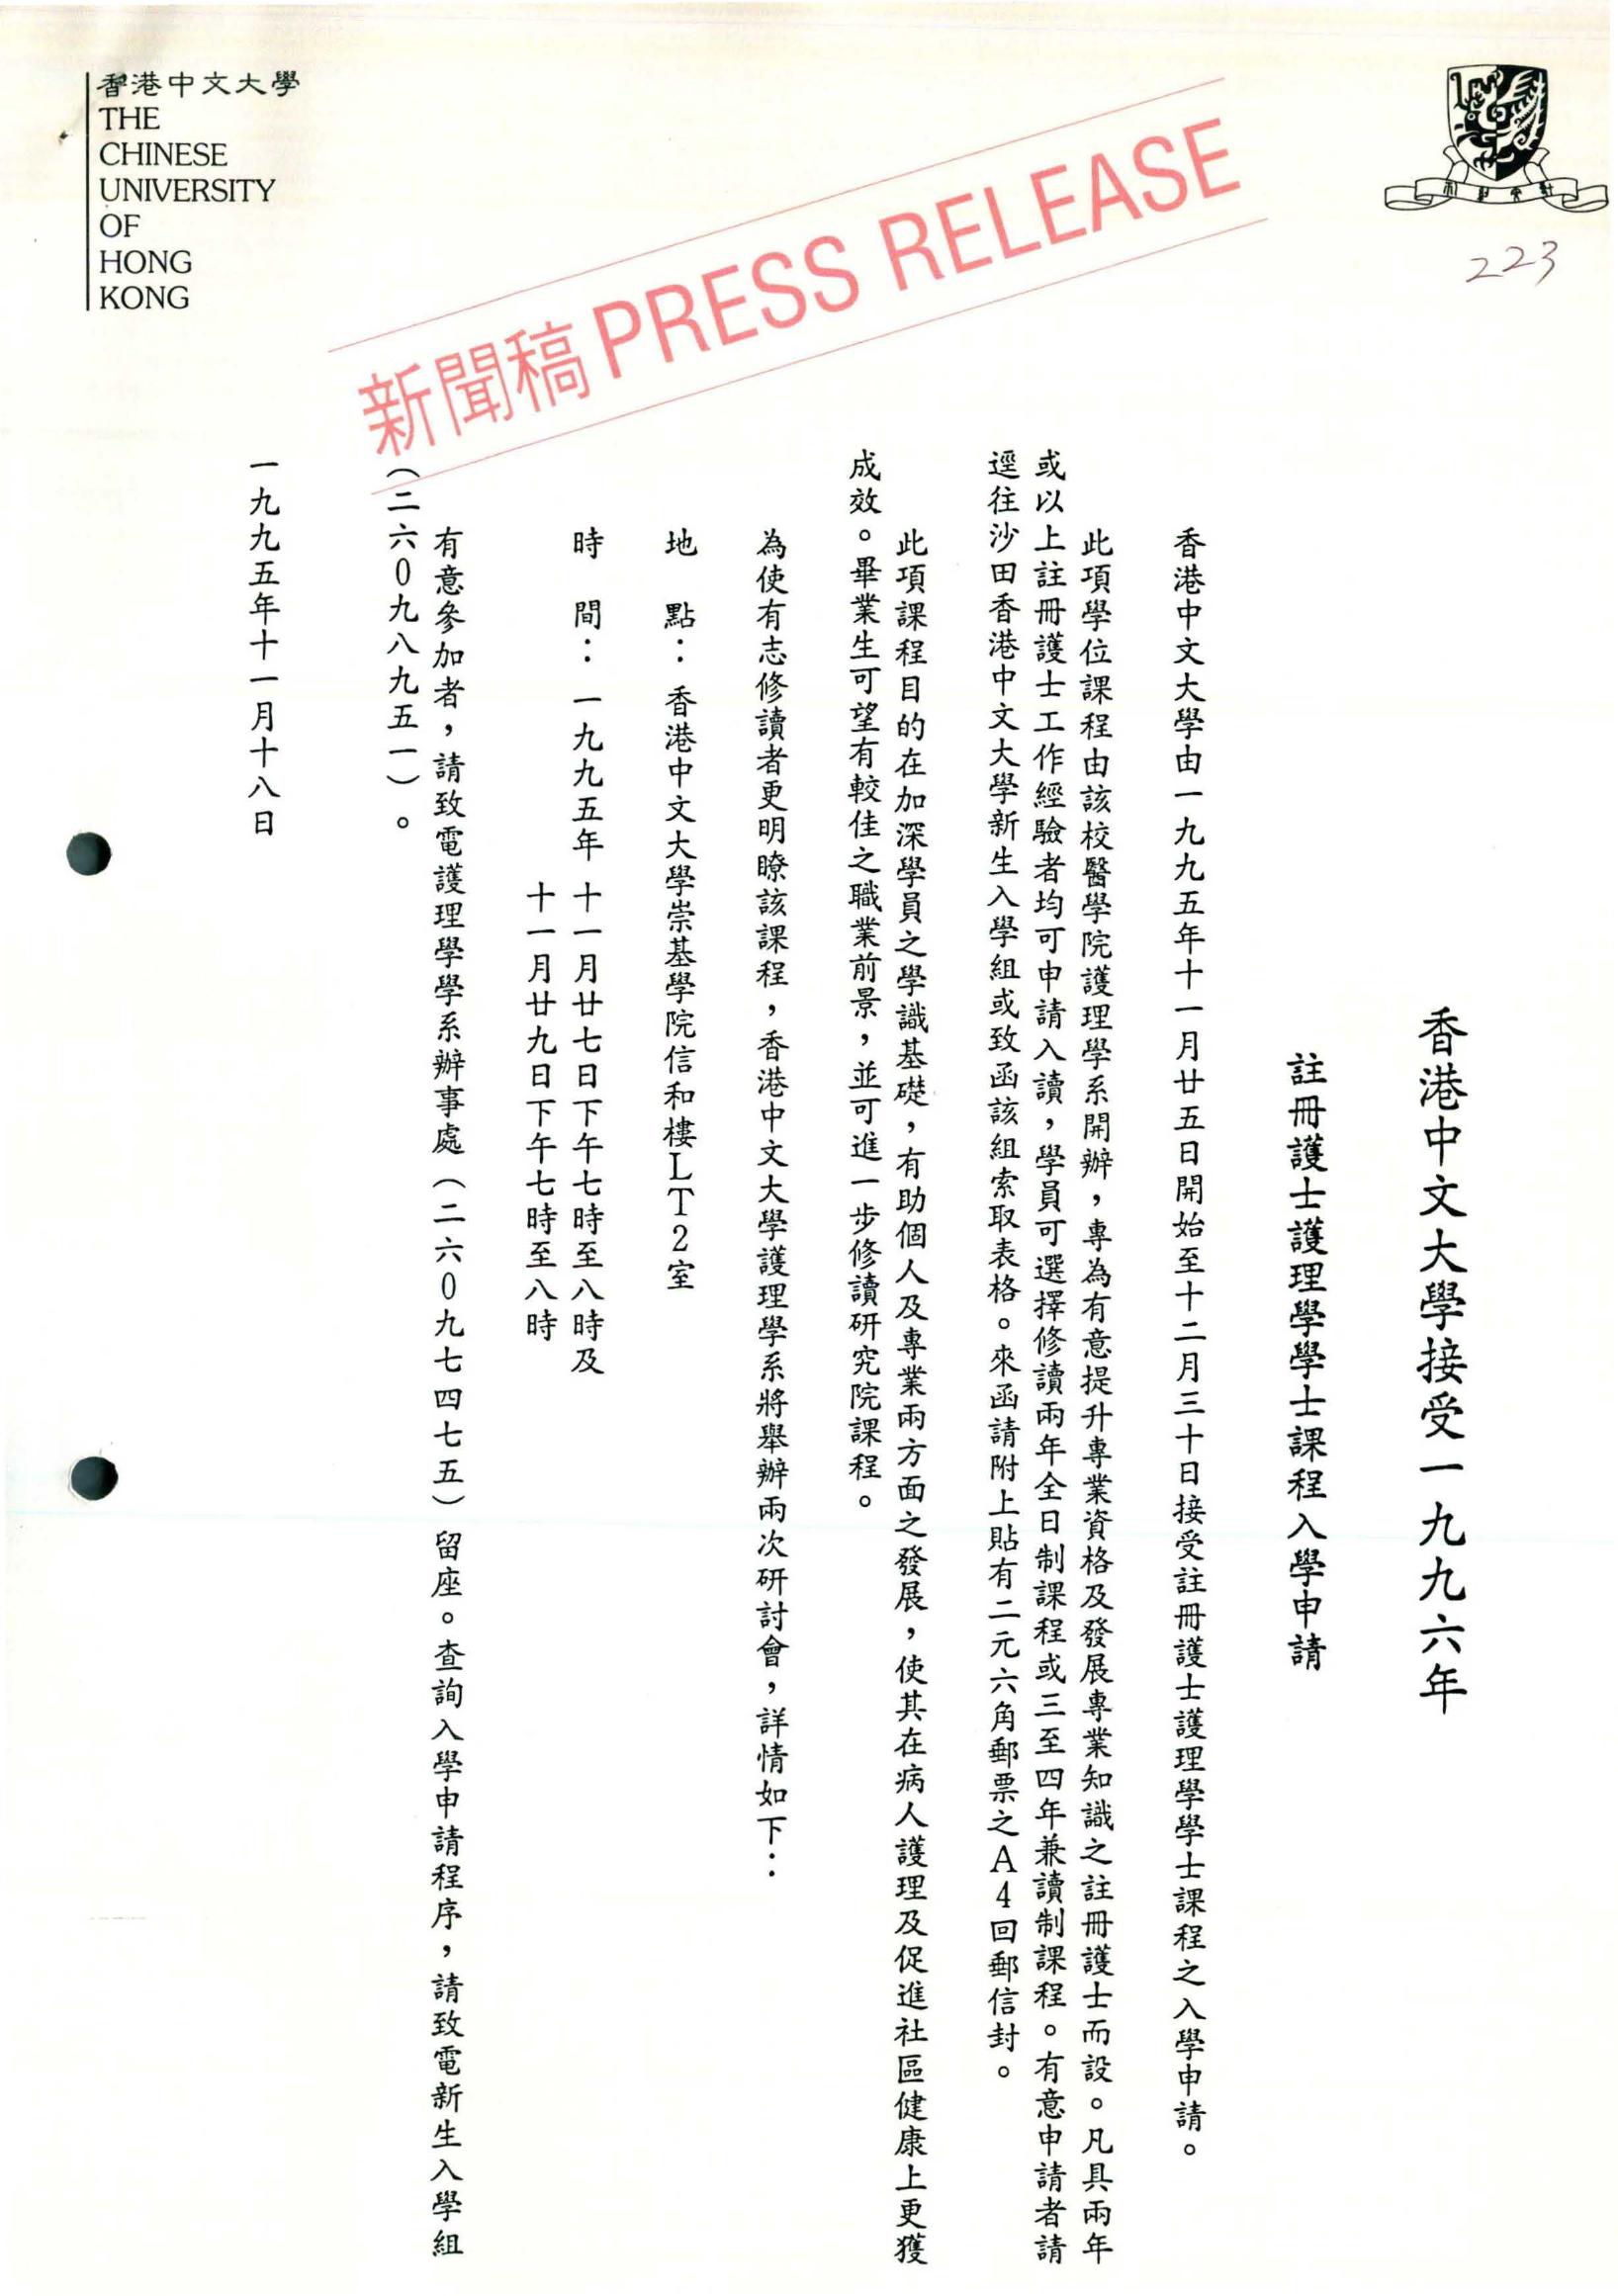 香港中文大學
THE
CHINESE
UNIVERSITY
OF
HONG
KONG
新聞稿 PRESS RELEASE
223
香港中文大學接受一九九六年
註冊護士護理學學士課程入學申請
香港中文大學由一九九五年十一月廿五日開始至十二月三十日接受註冊護士護理學學士課程之入學申請。
此項學位課程由該校醫學院護理學系開辦，專為有意提升專業資格及發展專業知識之註冊護士而設。凡具兩年
或以上註冊護士工作經驗者均可申請入讀，學員可選擇修讀兩年全日制課程或三至四年兼讀制課程。有意申請者請
逕往沙田香港中文大學新生入學組或致函該組索取表格。來函請附上貼有二元六角郵票之A4回郵信封。
此項課程目的在加深學員之學識基礎，有助個人及專業兩方面之發展，使其在病人護理及促進社區健康上更獲
成效。畢業生可望有較佳之職業前景，並可進一步修讀研究院課程。
為使有志修讀者更明瞭該課程，香港中文大學護理學系將舉辦兩次研討會，詳情如下：
地 點：香港中文大學崇基學院信和樓LT2室
時 間：一九九五年十一月廿七日下午七時至八時及
十一月廿九日下午七時至八時
有意參加者，請致電護理學學系辦事處（二六0九七四七五）留座。查詢入學申請程序，請致電新生入學組
（二六0九八九五一）。
一九九五年十一月十八日